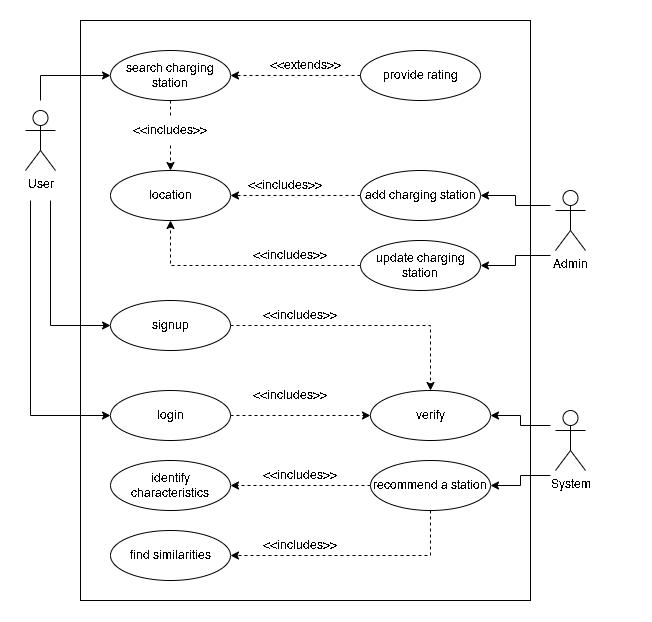 search charging
station
<<extends>>
provide rating
<<includes>>
User
location
<<includes>>
add charging station
<<includes>>
update charging
station
Admin
signup
<<includes>>
login
<<includes>>
verify
identify
characteristics
<<includes>>
recommend a station
System
find similarities
<<includes>>